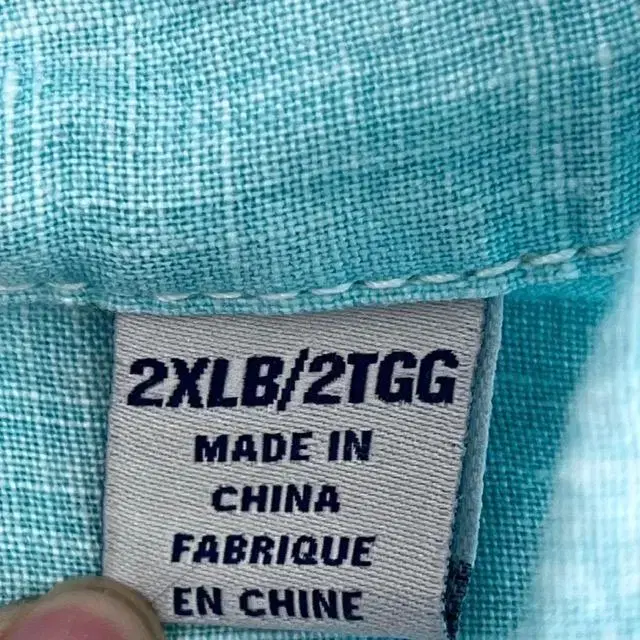 2XLB/2TGG
MADE IN
CHINA
FABRIQUE
EN CHINE